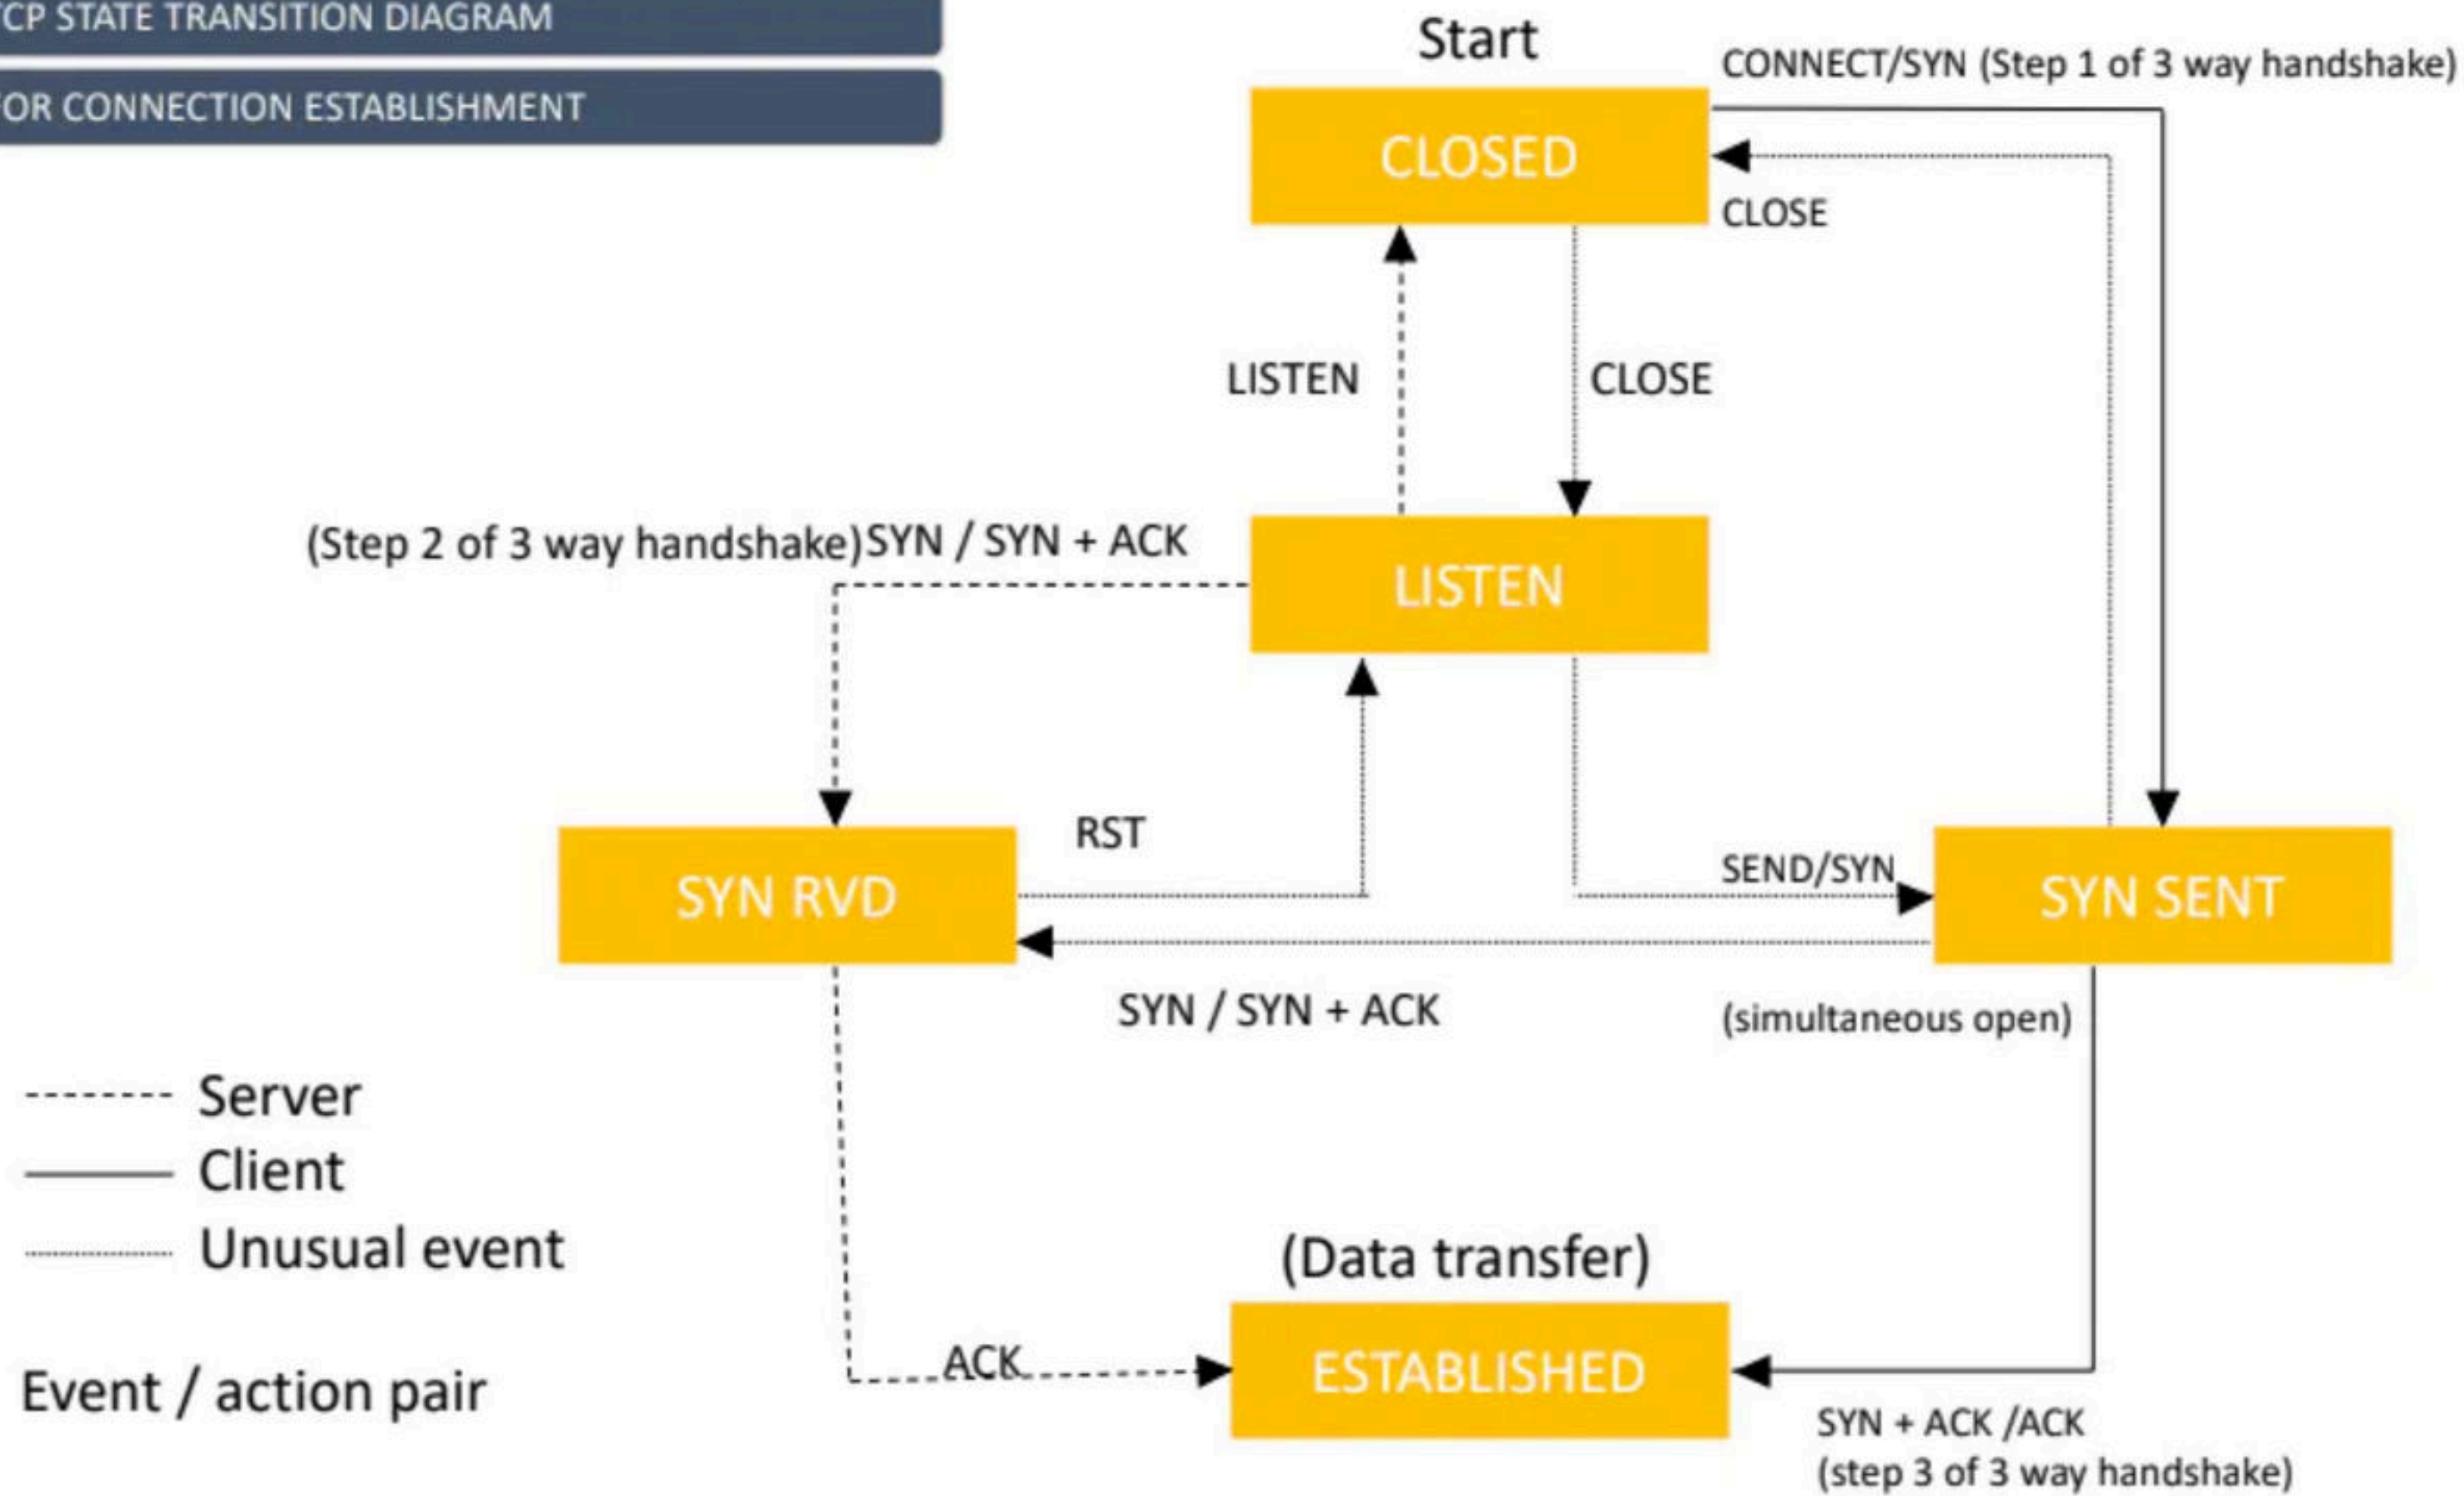 TCP STATE TRANSITION DIAGRAM
FOR CONNECTION ESTABLISHMENT
Start
CONNECT/SYN (Step 1 of 3 way handshake)
CLOSED
CLOSE
LISTEN
CLOSE
(Step 2 of 3 way handshake) SYN / SYN + ACK
LISTEN
RST
SEND/SYN
SYN RVD
SYN SENT
SYN / SYN + ACK
(simultaneous open)
Server
Client
Unusual event
(Data transfer)
ACK
ESTABLISHED
Event / action pair
SYN + ACK /ACK
(step 3 of 3 way handshake)